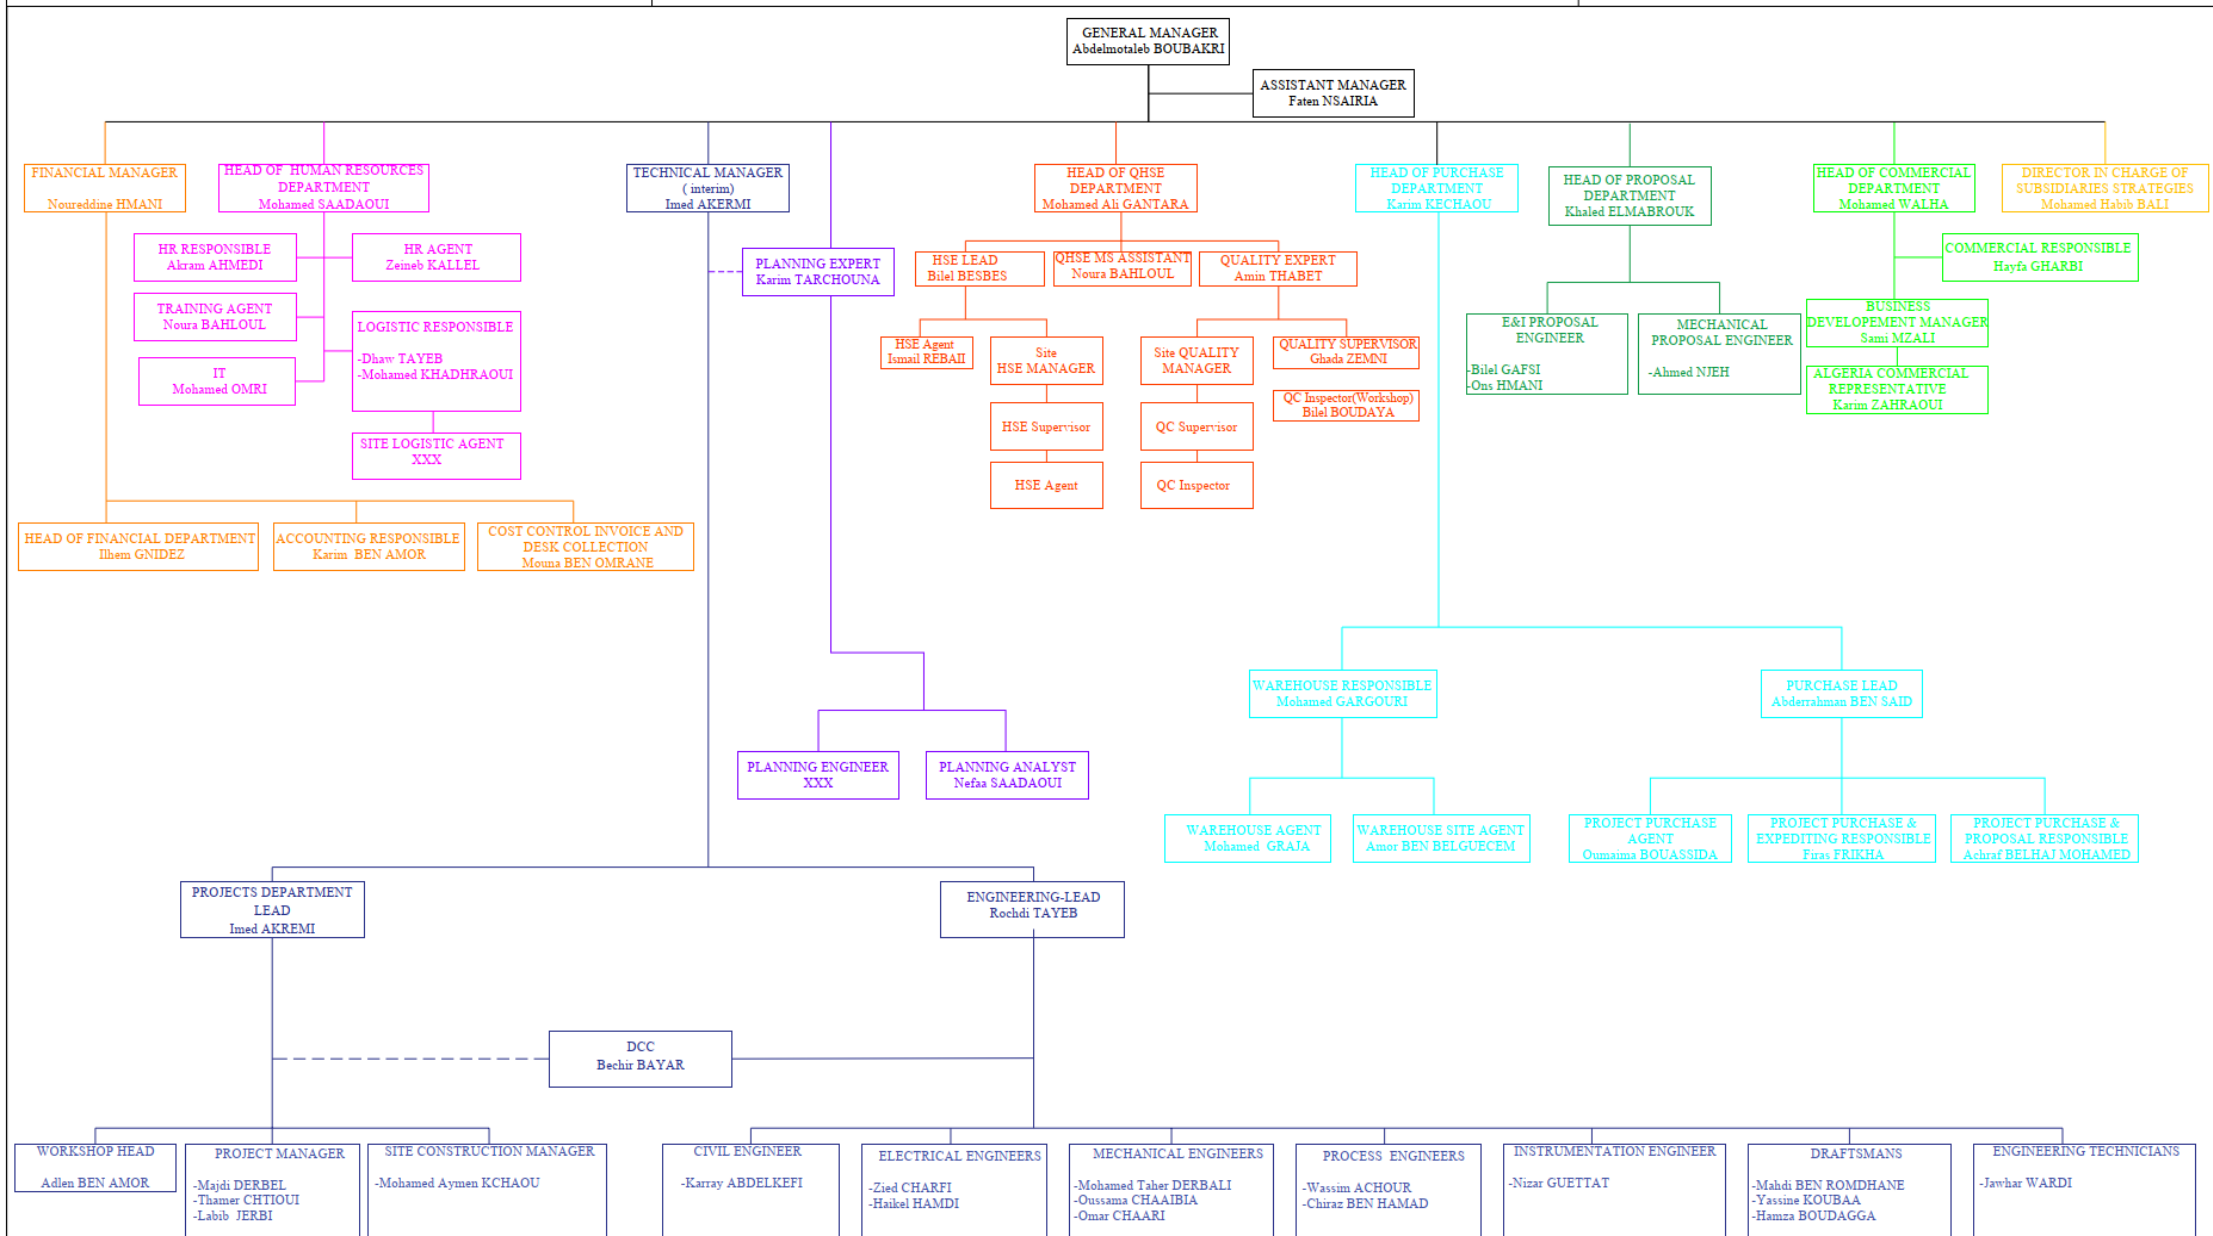 GENERAL MANAGER
Abdelmotaleb BOUBAKRI
ASSISTANT MANAGER
Faten NSAIRIA
FINANCIAL MANAGER
Noureddine HMANI
HEAD OF HUMAN RESOURCES
DEPARTMENT
Mohamed SAADAOUI
TECHNICAL MANAGER
( interim)
Imed AKERMI
HEAD OF QHSE
DEPARTMENT
Mohamed Ali GANTARA
HEAD OF PURCHASE
DEPARTMENT
Karim KECHAOU
HEAD OF PROPOSAL
DEPARTMENT
Khaled ELMABROUK
HEAD OF COMMERCIAL
DEPARTMENT
Mohamed WALHA
DIRECTOR IN CHARGE OF
SUBSIDIARIES STRATEGIES
Mohamed Habib BALI
HR RESPONSIBLE
Akram AHMEDI
HR AGENT
Zeineb KALLEL
PLANNING EXPERT
Karim TARCHOUNA
HSE LEAD
Bilel BESBES
QHSE MS ASSISTANT
Noura BAHLOUL
QUALITY EXPERT
Amin THABET
COMMERCIAL RESPONSIBLE
Hayfa GHARBI
TRAINING AGENT
Noura BAHLOUL
LOGISTIC RESPONSIBLE
-Dhaw TAYEB
-Mohamed KHADHRAOUI
IT
Mohamed OMRI
SITE LOGISTIC AGENT
XXX
HSE Agent
Ismail REBAII
Site
HSE MANAGER
Site QUALITY
MANAGER
QUALITY SUPERVISOR
Ghada ZEMNI
QC Inspector(Workshop)
Bilel BOUDAYA
HSE Supervisor
QC Supervisor
HSE Agent
QC Inspector
E&I PROPOSAL
ENGINEER
-Bilel GAFSI
-Ons HMANI
MECHANICAL
PROPOSAL ENGINEER
-Ahmed NJEH
BUSINESS
DEVELOPEMENT MANAGER
Sami MZALI
ALGERIA COMMERCIAL
REPRESENTATIVE
Karim ZAHRAOUI
HEAD OF FINANCIAL DEPARTMENT
Ilhem GNIDEZ
ACCOUNTING RESPONSIBLE
Karim BEN AMOR
COST CONTROL INVOICE AND
DESK COLLECTION
Mouna BEN OMRANE
WAREHOUSE RESPONSIBLE
Mohamed GARGOURI
PURCHASE LEAD
Abderrahman BEN SAID
PLANNING ENGINEER
XXX
PLANNING ANALYST
Nefaa SAADAOUI
WAREHOUSE AGENT
Mohamed GRAJA
WAREHOUSE SITE AGENT
Amor BEN BELGUECEM
PROJECT PURCHASE
AGENT
Oumaima BOUASSIDA
PROJECT PURCHASE &
EXPEDITING RESPONSIBLE
Firas FRIKHA
PROJECT PURCHASE &
PROPOSAL RESPONSIBLE
Achraf BELHAJ MOHAMED
PROJECTS DEPARTMENT
LEAD
Imed AKREMI
ENGINEERING-LEAD
Rochdi TAYEB
DCC
Bechir BAYAR
WORKSHOP HEAD
Adlen BEN AMOR
PROJECT MANAGER
-Majdi DERBEL
-Thamer CHTIOUI
-Labib JERBI
SITE CONSTRUCTION MANAGER
-Mohamed Aymen KCHAOU
CIVIL ENGINEER
-Karray ABDELKEFI
ELECTRICAL ENGINEERS
-Zied CHARFI
-Haikel HAMDI
MECHANICAL ENGINEERS
-Mohamed Taher DERBALI
-Oussama CHAAIBIA
-Omar CHAARI
PROCESS ENGINEERS
-Wassim ACHOUR
-Chiraz BEN HAMAD
INSTRUMENTATION ENGINEER
-Nizar GUETTAT
DRAFTSMANS
-Mahdi BEN ROMDHANE
-Yassine KOUBAA
-Hamza BOUDAGGA
ENGINEERING TECHNICIANS
-Jawhar WARDI